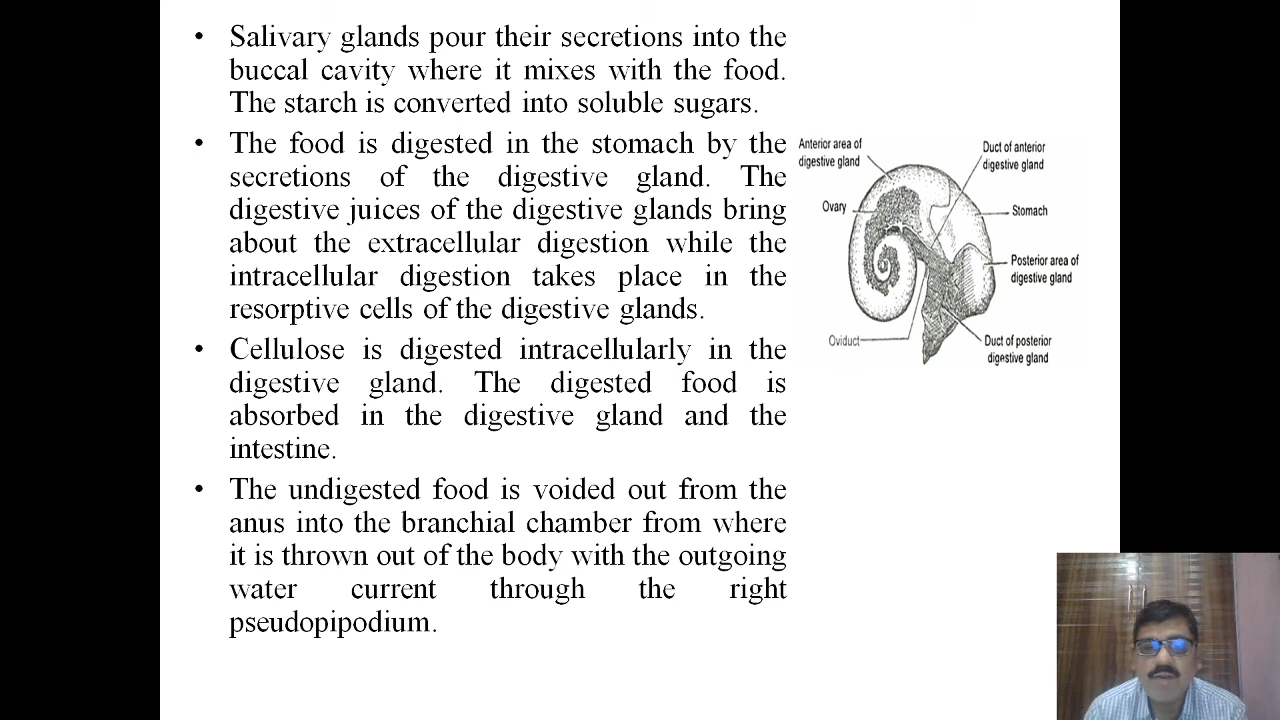 • Salivary glands pour their secretions into the
buccal cavity where it mixes with the food.
The starch is converted into soluble sugars.
• The food is digested in the stomach by the
secretions of the digestive gland. The
digestive juices of the digestive glands bring
about the extracellular digestion while the
intracellular digestion takes place in the
resorptive cells of the digestive glands.
• Cellulose is digested intracellularly in the
digestive gland. The digested food is
absorbed in the digestive gland and the
intestine.
• The undigested food is voided out from the
anus into the branchial chamber from where
it is thrown out of the body with the outgoing
water current through the right
pseudopipodium.
Anterior area of
digestive gland
Duct of anterior
digestive gland
Ovary
Stomach
Posterior area of
digestive gland
Oviduct
Duct of posterior
digestive gland